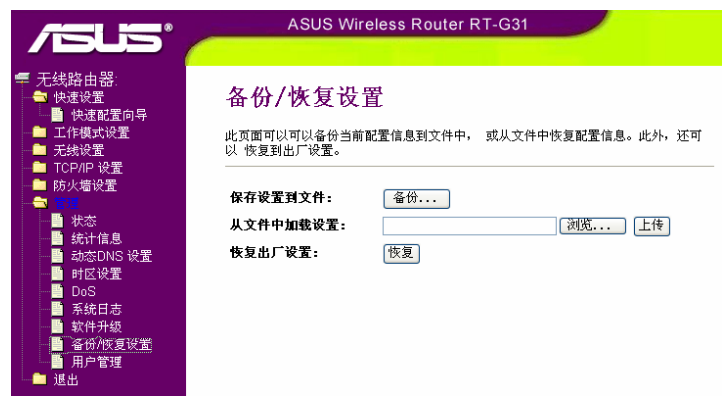 ASUS®
ASUS Wireless Router RT-G31
无线路由器:
快速设置
快速配置向导
工作模式设置
无线设置
TCP/IP 设置
防火墙设置
管理
状态
统计信息
动态DNS 设置
时区设置
DoS
系统日志
软件升级
备份/恢复设置
用户管理
退出
备份/恢复设置
此页面可以可以备份当前配置信息到文件中， 或从文件中恢复配置信息。此外，还可
以 恢复到出厂设置。
保存设置到文件： 备份...
从文件中加载设置： 浏览... 上传
恢复出厂设置： 恢复